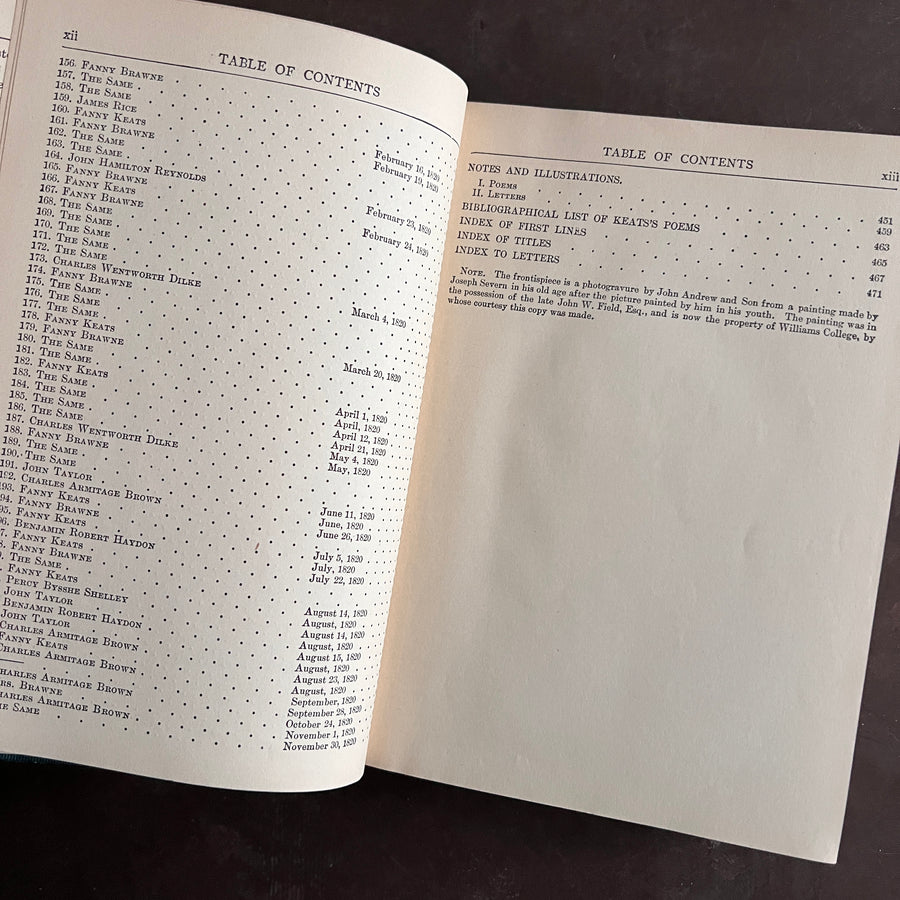 xii
TABLE OF CONTENTS
156. FANNY BRAWNE
157. THE SAME
158. THE SAME
159. JAMES RICE
160. FANNY KEATS
161. FANNY BRAWNE
162. THE SAME
163. THE SAME
164. JOHN HAMILTON REYNOLDS
165. FANNY BRAWNE
166. FANNY KEATS
167. FANNY BRAWNE
168. THE SAME
169. THE SAME
170. THE SAME
171. THE SAME
172. THE SAME
173. CHARLES WENTWORTH DILKE
174. FANNY BRAWNE
175. THE SAME
176. THE SAME
177. THE SAME
178. FANNY KEATS
179. FANNY BRAWNE
180. THE SAME
181. THE SAME
182. FANNY KEATS
183. THE SAME
184. THE SAME
185. THE SAME
186. THE SAME
187. CHARLES WENTWORTH DILKE
188. FANNY BRAWNE
189. THE SAME
190. THE SAME
191. JOHN TAYLOR
192. CHARLES ARMITAGE BROWN
193. FANNY KEATS
94. FANNY BRAWNE
95. FANNY KEATS
96. BENJAMIN ROBERT HAYDON
7. FANNY KEATS
8. FANNY BRAWNE
THE SAME
FANNY KEATS
PERCY BYSSHE SHELLEY
JOHN TAYLOR
BENJAMIN ROBERT HAYDON
JOHN TAYLOR
CHARLES ARMITAGE BROWN
FANNY KEATS
CHARLES ARMITAGE BROWN
HARLES ARMITAGE BROWN
RS. BRAWNE
HARLES ARMITAGE BROWN
HE SAME
February 16, 1820
February 19, 1820
February 23, 1820
February 24, 1820
March 4, 1820
March 20, 1820
April 1, 1820
April, 1820
April 12, 1820
April 21, 1820
May 4, 1820
May, 1820
June 11, 1820
June, 1820
June 26, 1820
July 5, 1820
July, 1820
July 22, 1820
August 14, 1820
August, 1820
August 14, 1820
August, 1820
August 15, 1820
August, 1820
August 23, 1820
August, 1820
September, 1820
September 28, 1820
October 24, 1820
November 1, 1820
November 30, 1820
TABLE OF CONTENTS
xiii
NOTES AND ILLUSTRATIONS.
I. POEMS 451
II. LETTERS 459
BIBLIOGRAPHICAL LIST OF KEATS'S POEMS 463
INDEX OF FIRST LINES 465
INDEX OF TITLES 467
INDEX TO LETTERS 471
NOTE. The frontispiece is a photogravure by John Andrew and Son from a painting made by
Joseph Severn in his old age after the picture painted by him in his youth. The painting was in
the possession of the late John W. Field, Esq., and is now the property of Williams College, by
whose courtesy this copy was made.